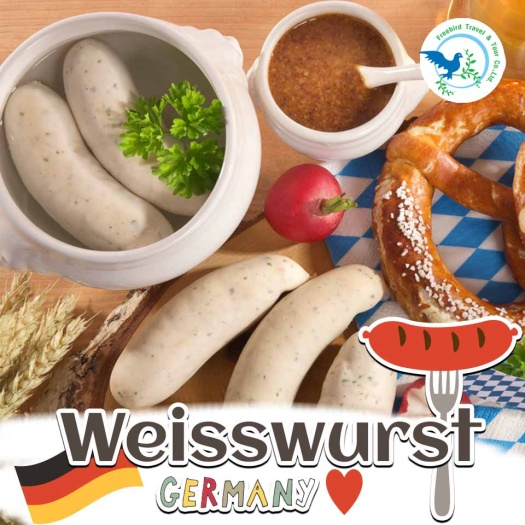 Freebird Travel & Tour Co.,Ltd.
Weisswurst
GERMANY